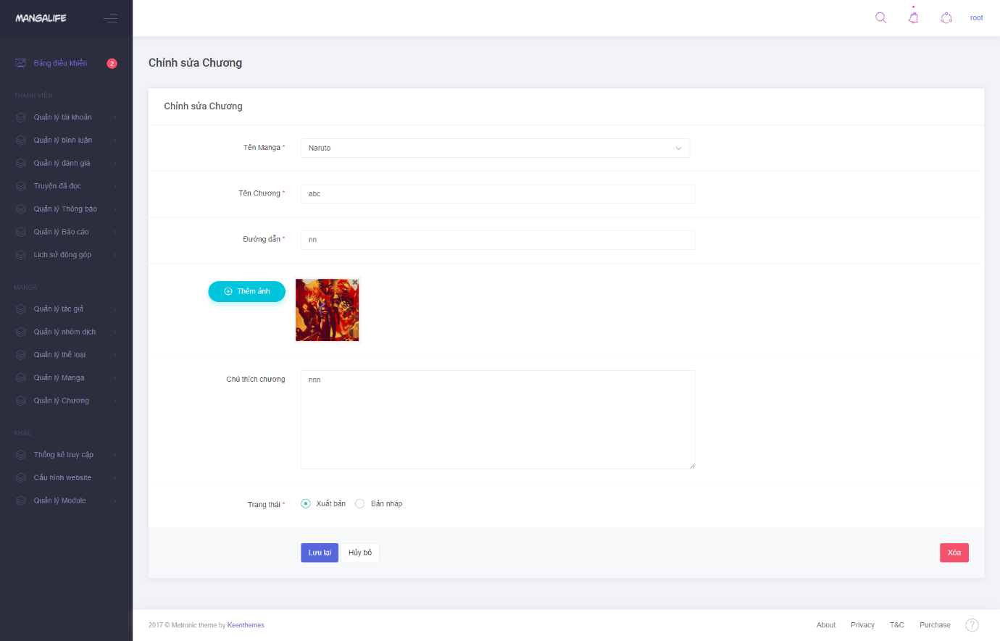 MANGALIFE
root
Bảng điều khiển
2
THÀNH VIÊN
Quản lý tài khoản
Quản lý bình luận
Quản lý đánh giá
Truyện đã đọc
Quản lý Thông báo
Quản lý Báo cáo
Lịch sử đóng góp
MANGA
Quản lý tác giả
Quản lý nhóm dịch
Quản lý thể loại
Quản lý Manga
Quản lý Chương
KHÁC
Thống kê truy cập
Cấu hình website
Quản lý Module
Chỉnh sửa Chương
Chỉnh sửa Chương
Tên Manga *
Naruto
Tên Chương *
abc
Đường dẫn *
nn
Thêm ảnh
Chú thích chương
nnn
Trạng thái *
Xuất bản
Bản nháp
Lưu lại
Hủy bỏ
Xóa
2017 © Metronic theme by Keenthemes
About
Privacy
T&C
Purchase